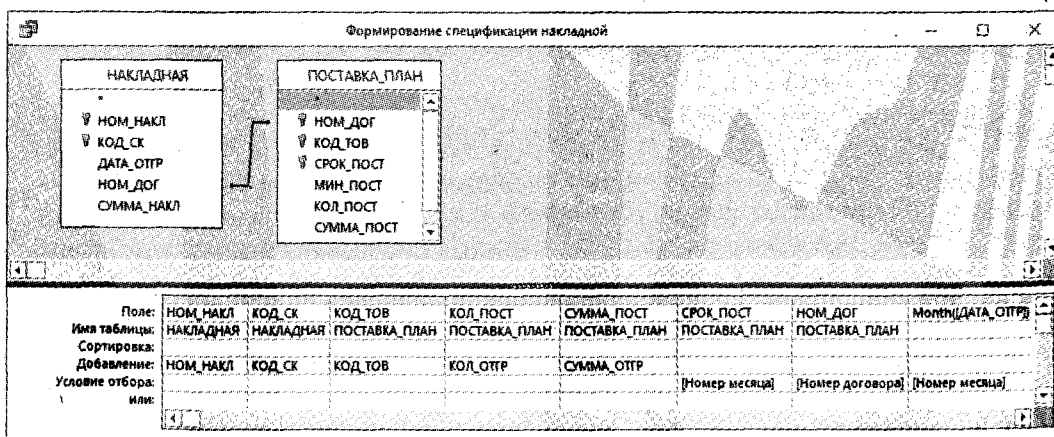 Формирование спецификации накладной
НАКЛАДНАЯ
*
НОМ_НАКЛ
КОД_СК
ДАТА_ОТГР
НОМ_ДОГ
СУММА_НАКЛ
ПОСТАВКА_ПЛАН
*
НОМ_ДОГ
КОД_ТОВ
СРОК_ПОСТ
МИН_ПОСТ
КОЛ_ПОСТ
СУММА_ПОСТ
Поле: НОМ_НАКЛ КОД_СК КОД_ТОВ КОЛ_ПОСТ СУММА_ПОСТ СРОК_ПОСТ НОМ_ДОГ Month([ДАТА_ОТГР])
Имя таблицы: НАКЛАДНАЯ НАКЛАДНАЯ ПОСТАВКА_ПЛАН ПОСТАВКА_ПЛАН ПОСТАВКА_ПЛАН ПОСТАВКА_ПЛАН ПОСТАВКА_ПЛАН
Сортировка:
Добавление: НОМ_НАКЛ КОД_СК КОД_ТОВ КОЛ_ОТГР СУММА_ОТГР
Условие отбора: [Номер месяца] [Номер договора] [Номер месяца]
или: